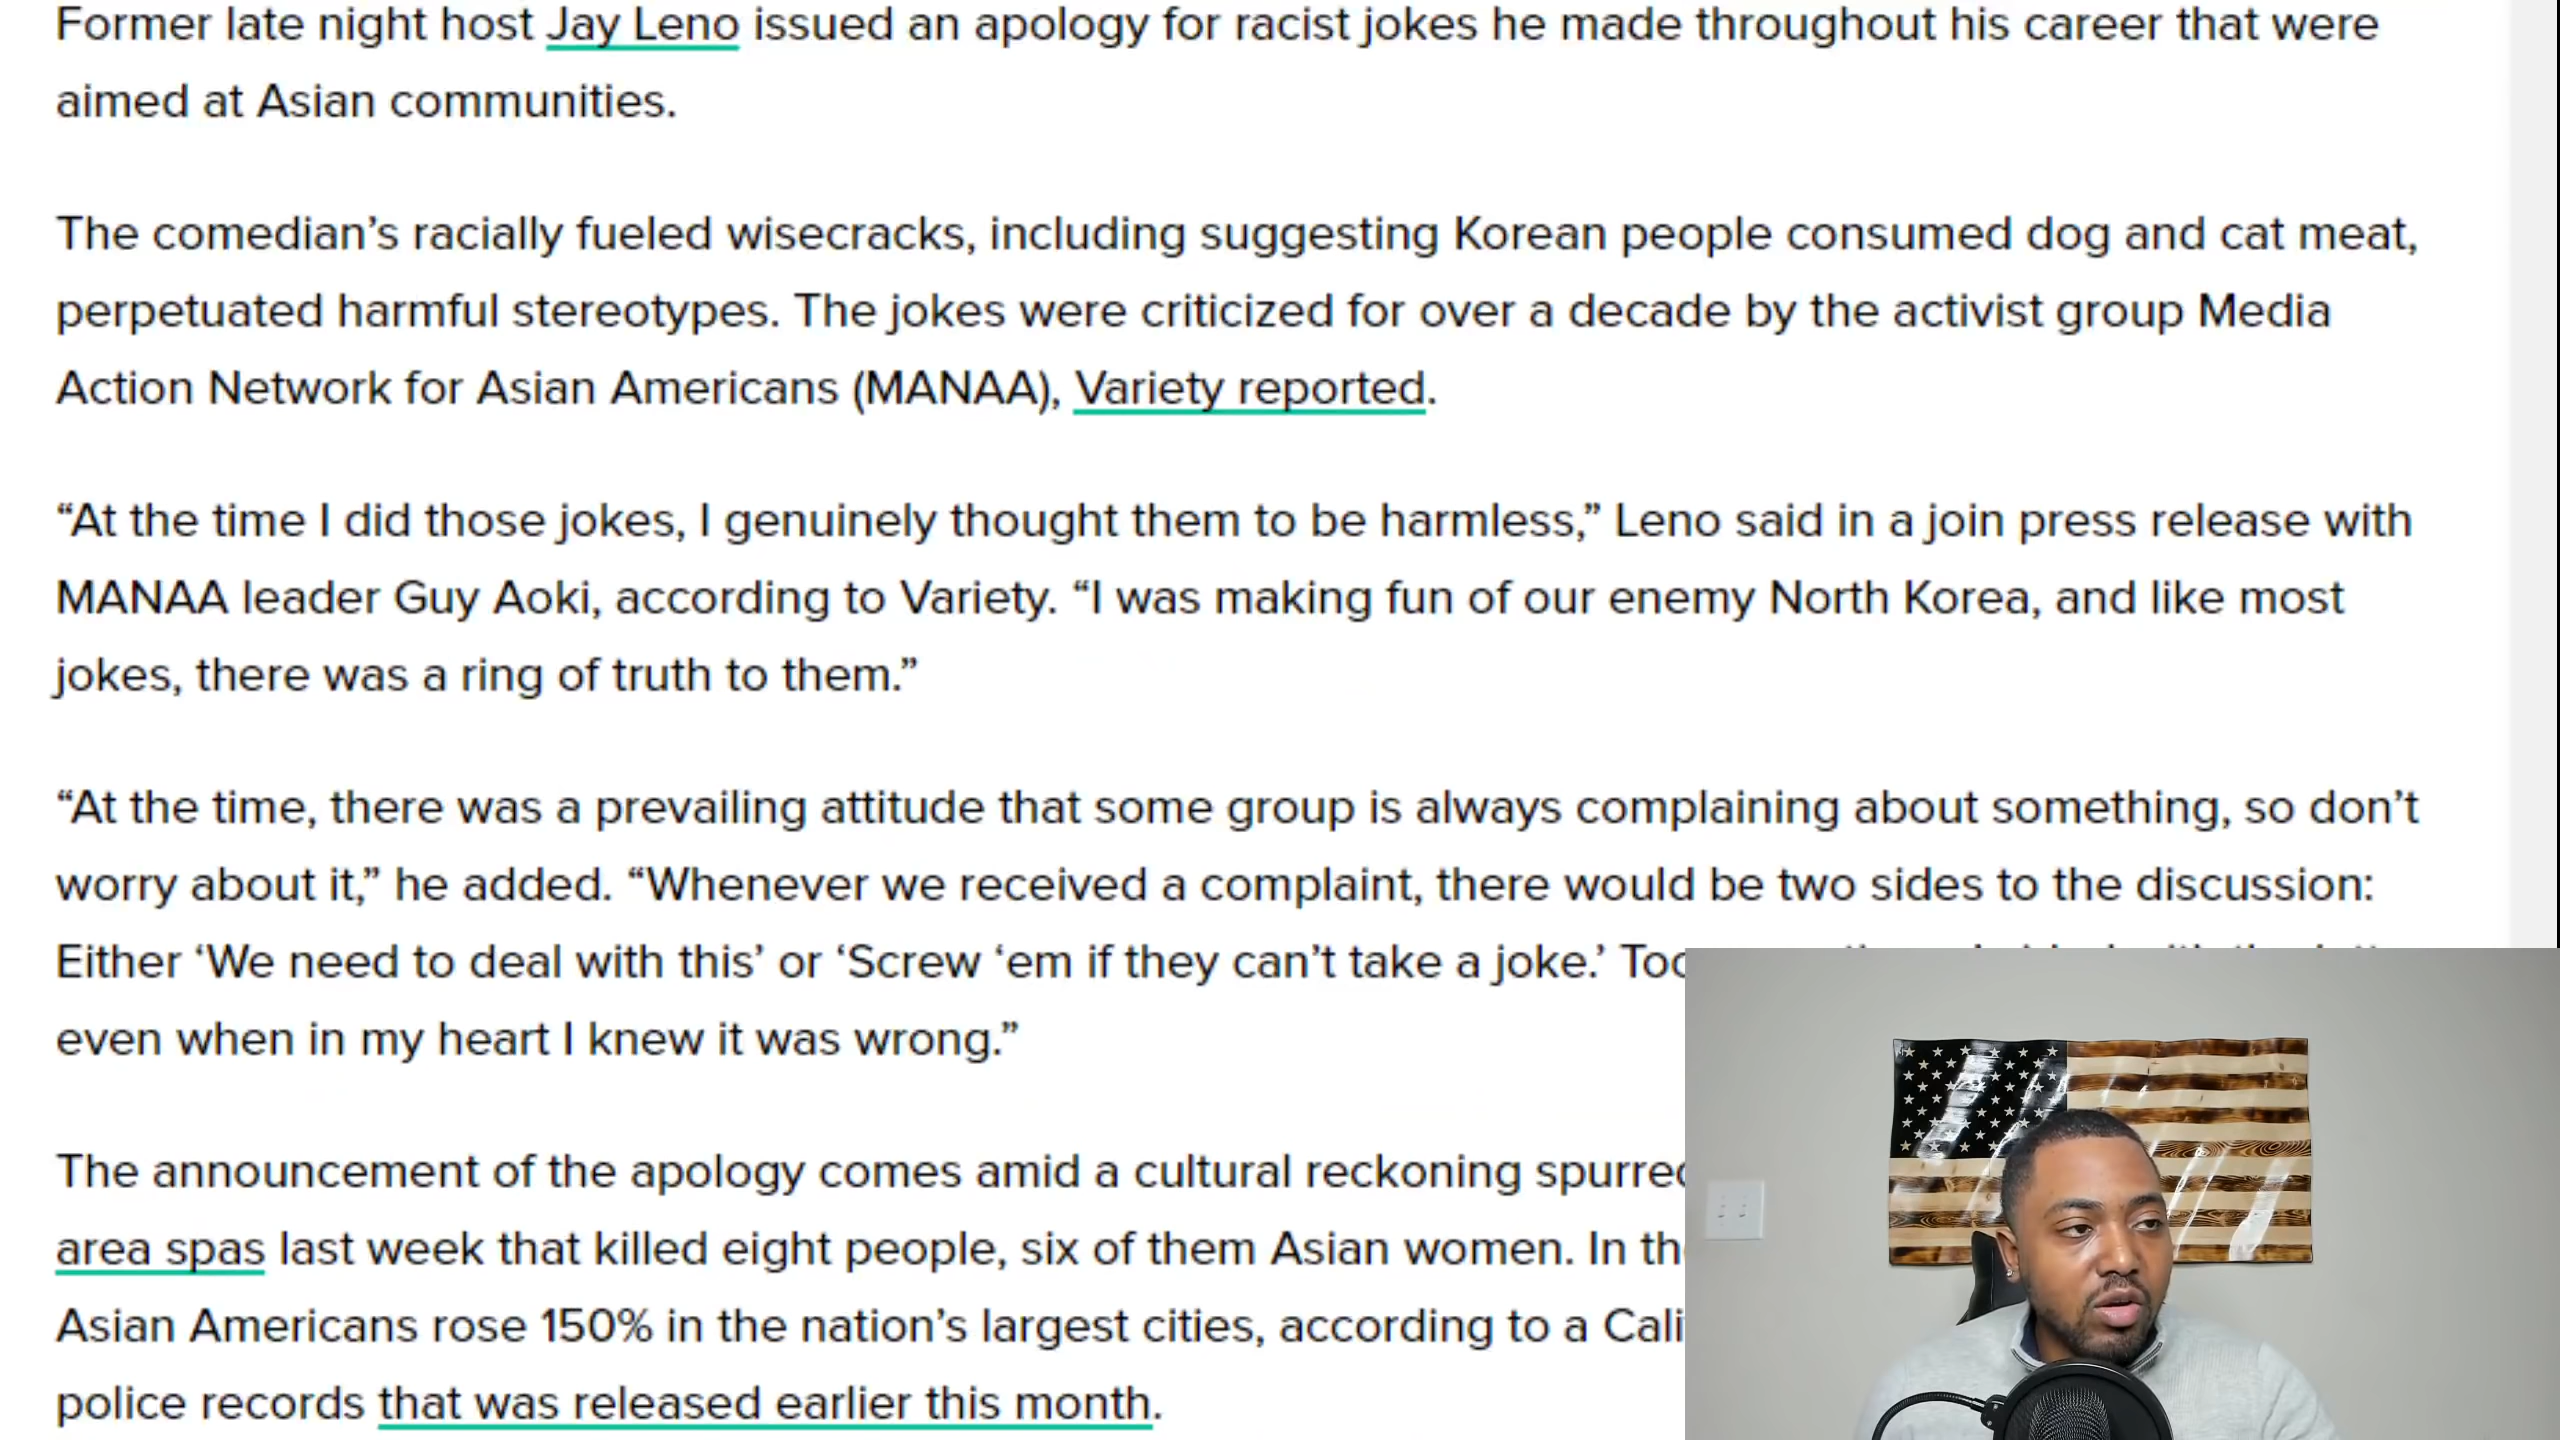 Former late night host Jay Leno issued an apology for racist jokes he made throughout his career that were
aimed at Asian communities.
The comedian’s racially fueled wisecracks, including suggesting Korean people consumed dog and cat meat,
perpetuated harmful stereotypes. The jokes were criticized for over a decade by the activist group Media
Action Network for Asian Americans (MANAA), Variety reported.
“At the time I did those jokes, I genuinely thought them to be harmless,” Leno said in a join press release with
MANAA leader Guy Aoki, according to Variety. “I was making fun of our enemy North Korea, and like most
jokes, there was a ring of truth to them.”
“At the time, there was a prevailing attitude that some group is always complaining about something, so don’t
worry about it,” he added. “Whenever we received a complaint, there would be two sides to the discussion:
Either ‘We need to deal with this’ or ‘Screw ‘em if they can’t take a joke.’
even when in my heart I knew it was wrong.”
The announcement of the apology comes amid a cultural reckoning
area spas last week that killed eight people, six of them Asian women. In
Asian Americans rose 150% in the nation’s largest cities, according to a
police records that was released earlier this month.